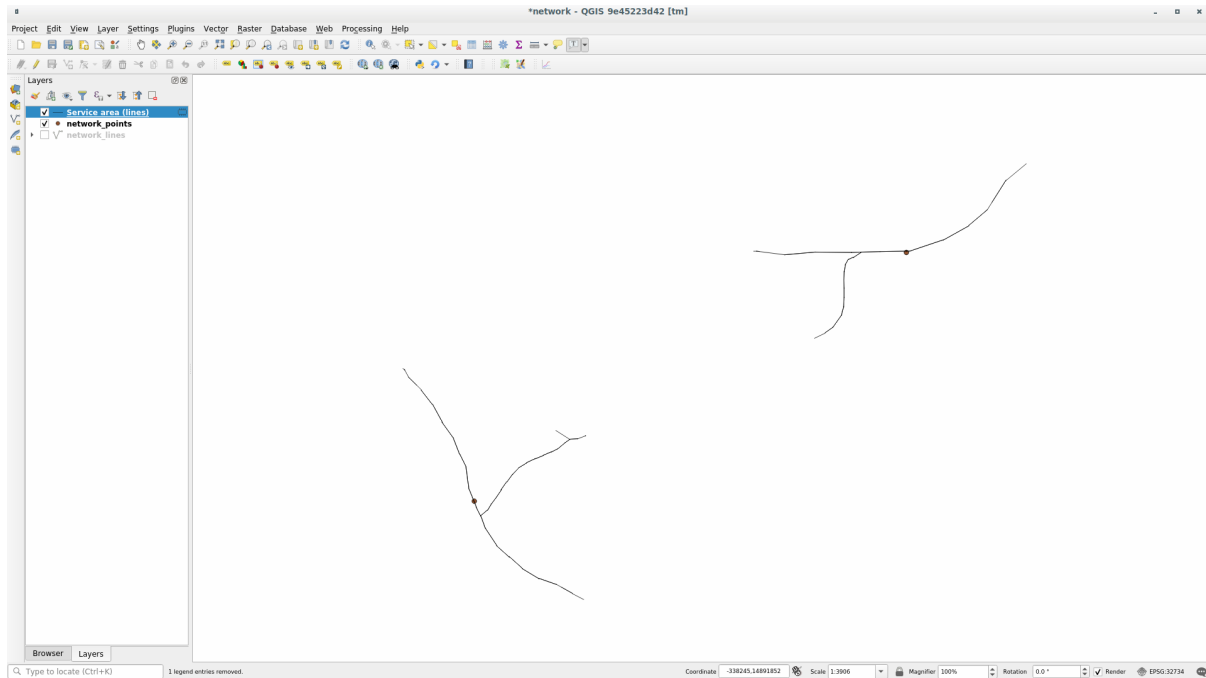 *network - QGIS 9e45223d42 [tm]
Project Edit View Layer Settings Plugins Vector Raster Database Web Processing Help
Layers
Service area (lines)
network_points
network_lines
Browser Layers
Type to locate (Ctrl+K) 1 legend entries removed. Coordinate -338245,14891852 Scale 1:3906 Magnifier 100% Rotation 0.0 ° Render EPSG:32734